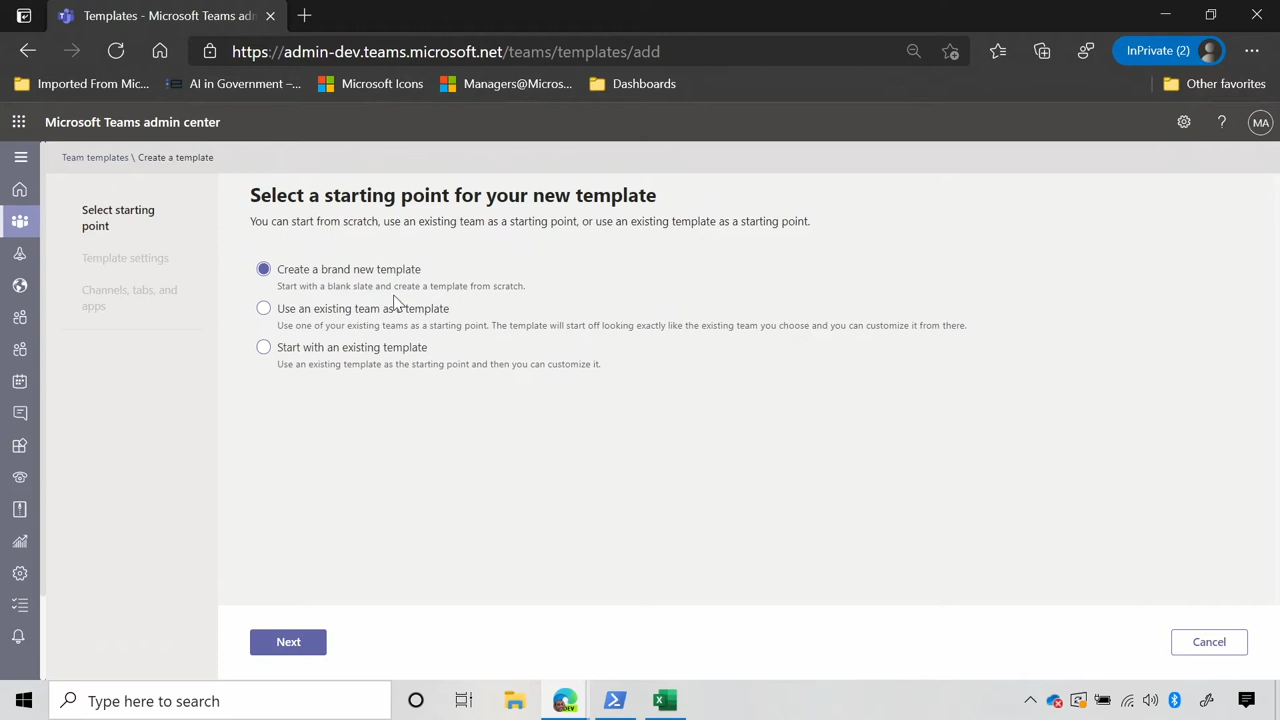 Templates - Microsoft Teams adm
https://admin-dev.teams.microsoft.net/teams/templates/add
InPrivate (2)
Imported From Mic...
AI in Government –...
Microsoft Icons
Managers@Micros...
Dashboards
Other favorites
Microsoft Teams admin center
MA
Team templates \ Create a template
Select starting
point
Template settings
Channels, tabs, and
apps
Select a starting point for your new template
You can start from scratch, use an existing team as a starting point, or use an existing template as a starting point.
Create a brand new template
Start with a blank slate and create a template from scratch.
Use an existing team as a template
Use one of your existing teams as a starting point. The template will start off looking exactly like the existing team you choose and you can customize it from there.
Start with an existing template
Use an existing template as the starting point and then you can customize it.
Next
Cancel
Type here to search